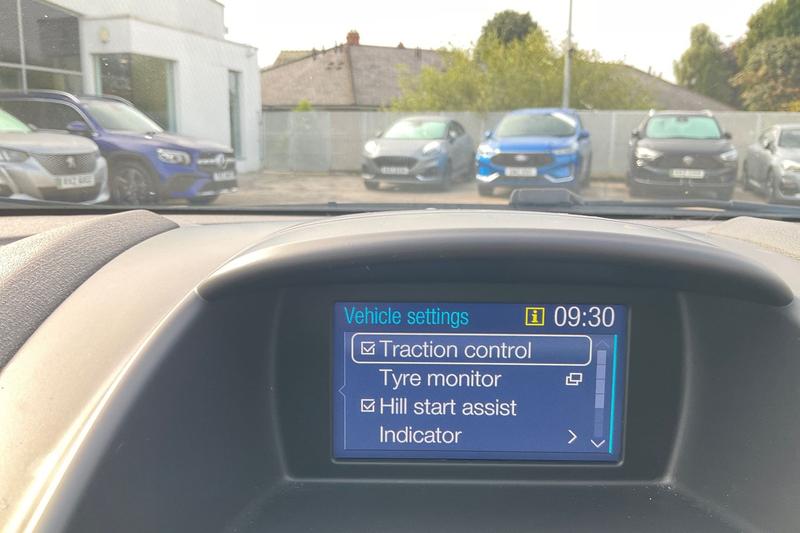 Vehicle settings
i 09:30
Traction control
Tyre monitor
Hill start assist
Indicator